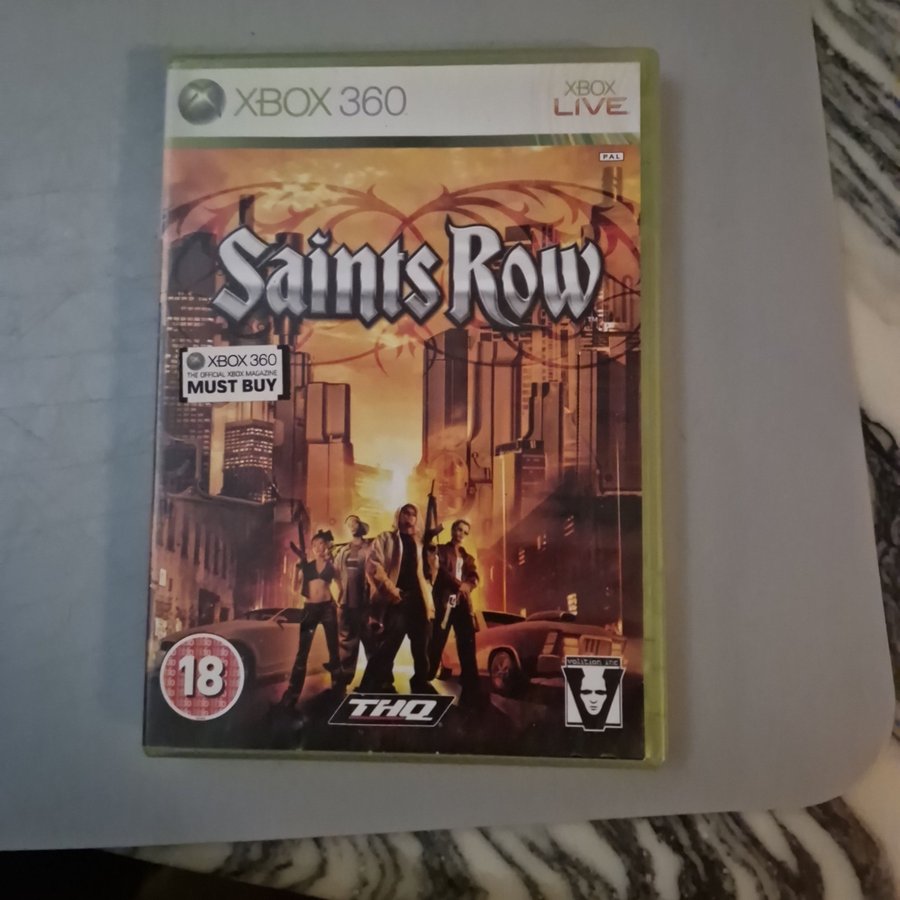 XBOX 360
XBOX
LIVE
PAL
Saints Row
TM
XBOX 360
THE OFFICIAL XBOX MAGAZINE
MUST BUY
18
THQ
volition inc